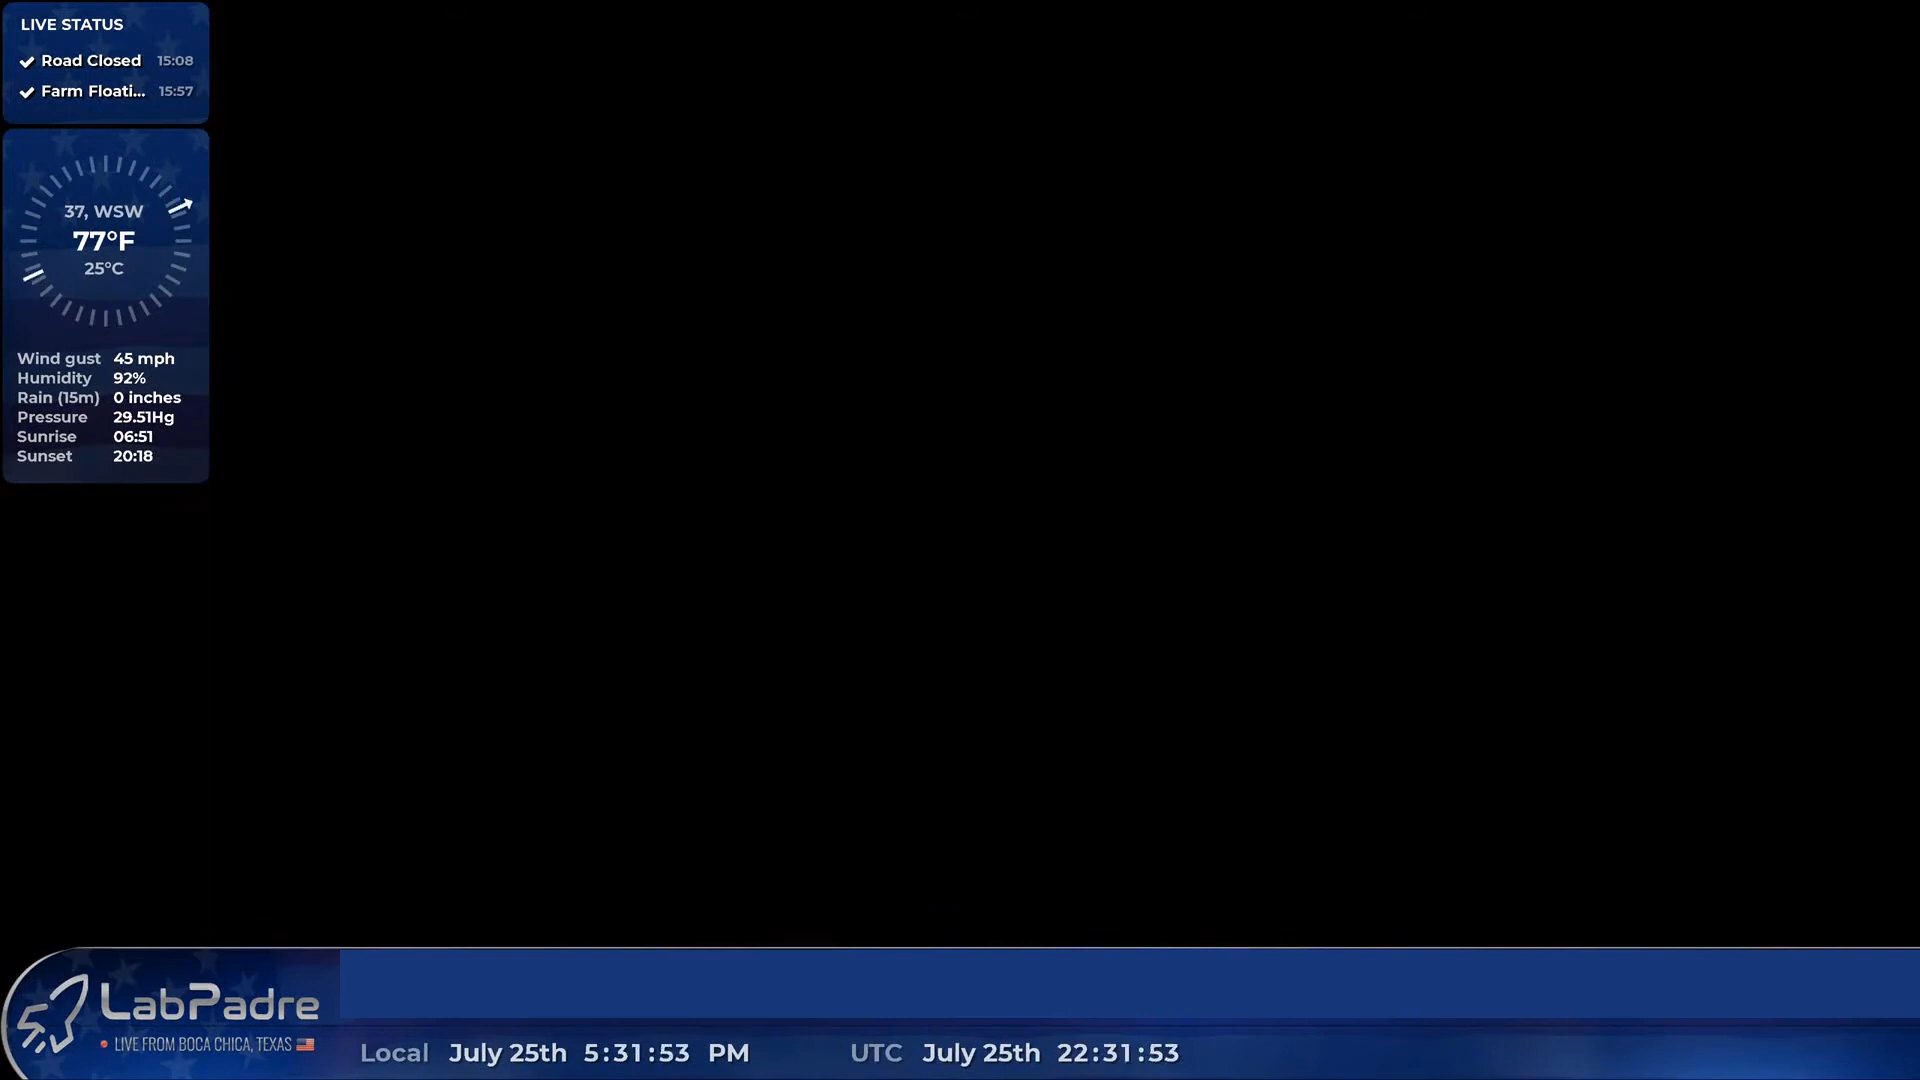 LIVE STATUS
Road Closed 15:08
Farm Floati... 15:57
37, WSW
77°F
25°C
Wind gust 45 mph
Humidity 92%
Rain (15m) 0 inches
Pressure 29.51Hg
Sunrise 06:51
Sunset 20:18
LabPadre
LIVE FROM BOCA CHICA, TEXAS
Local July 25th 5:31:53 PM UTC July 25th 22:31:53